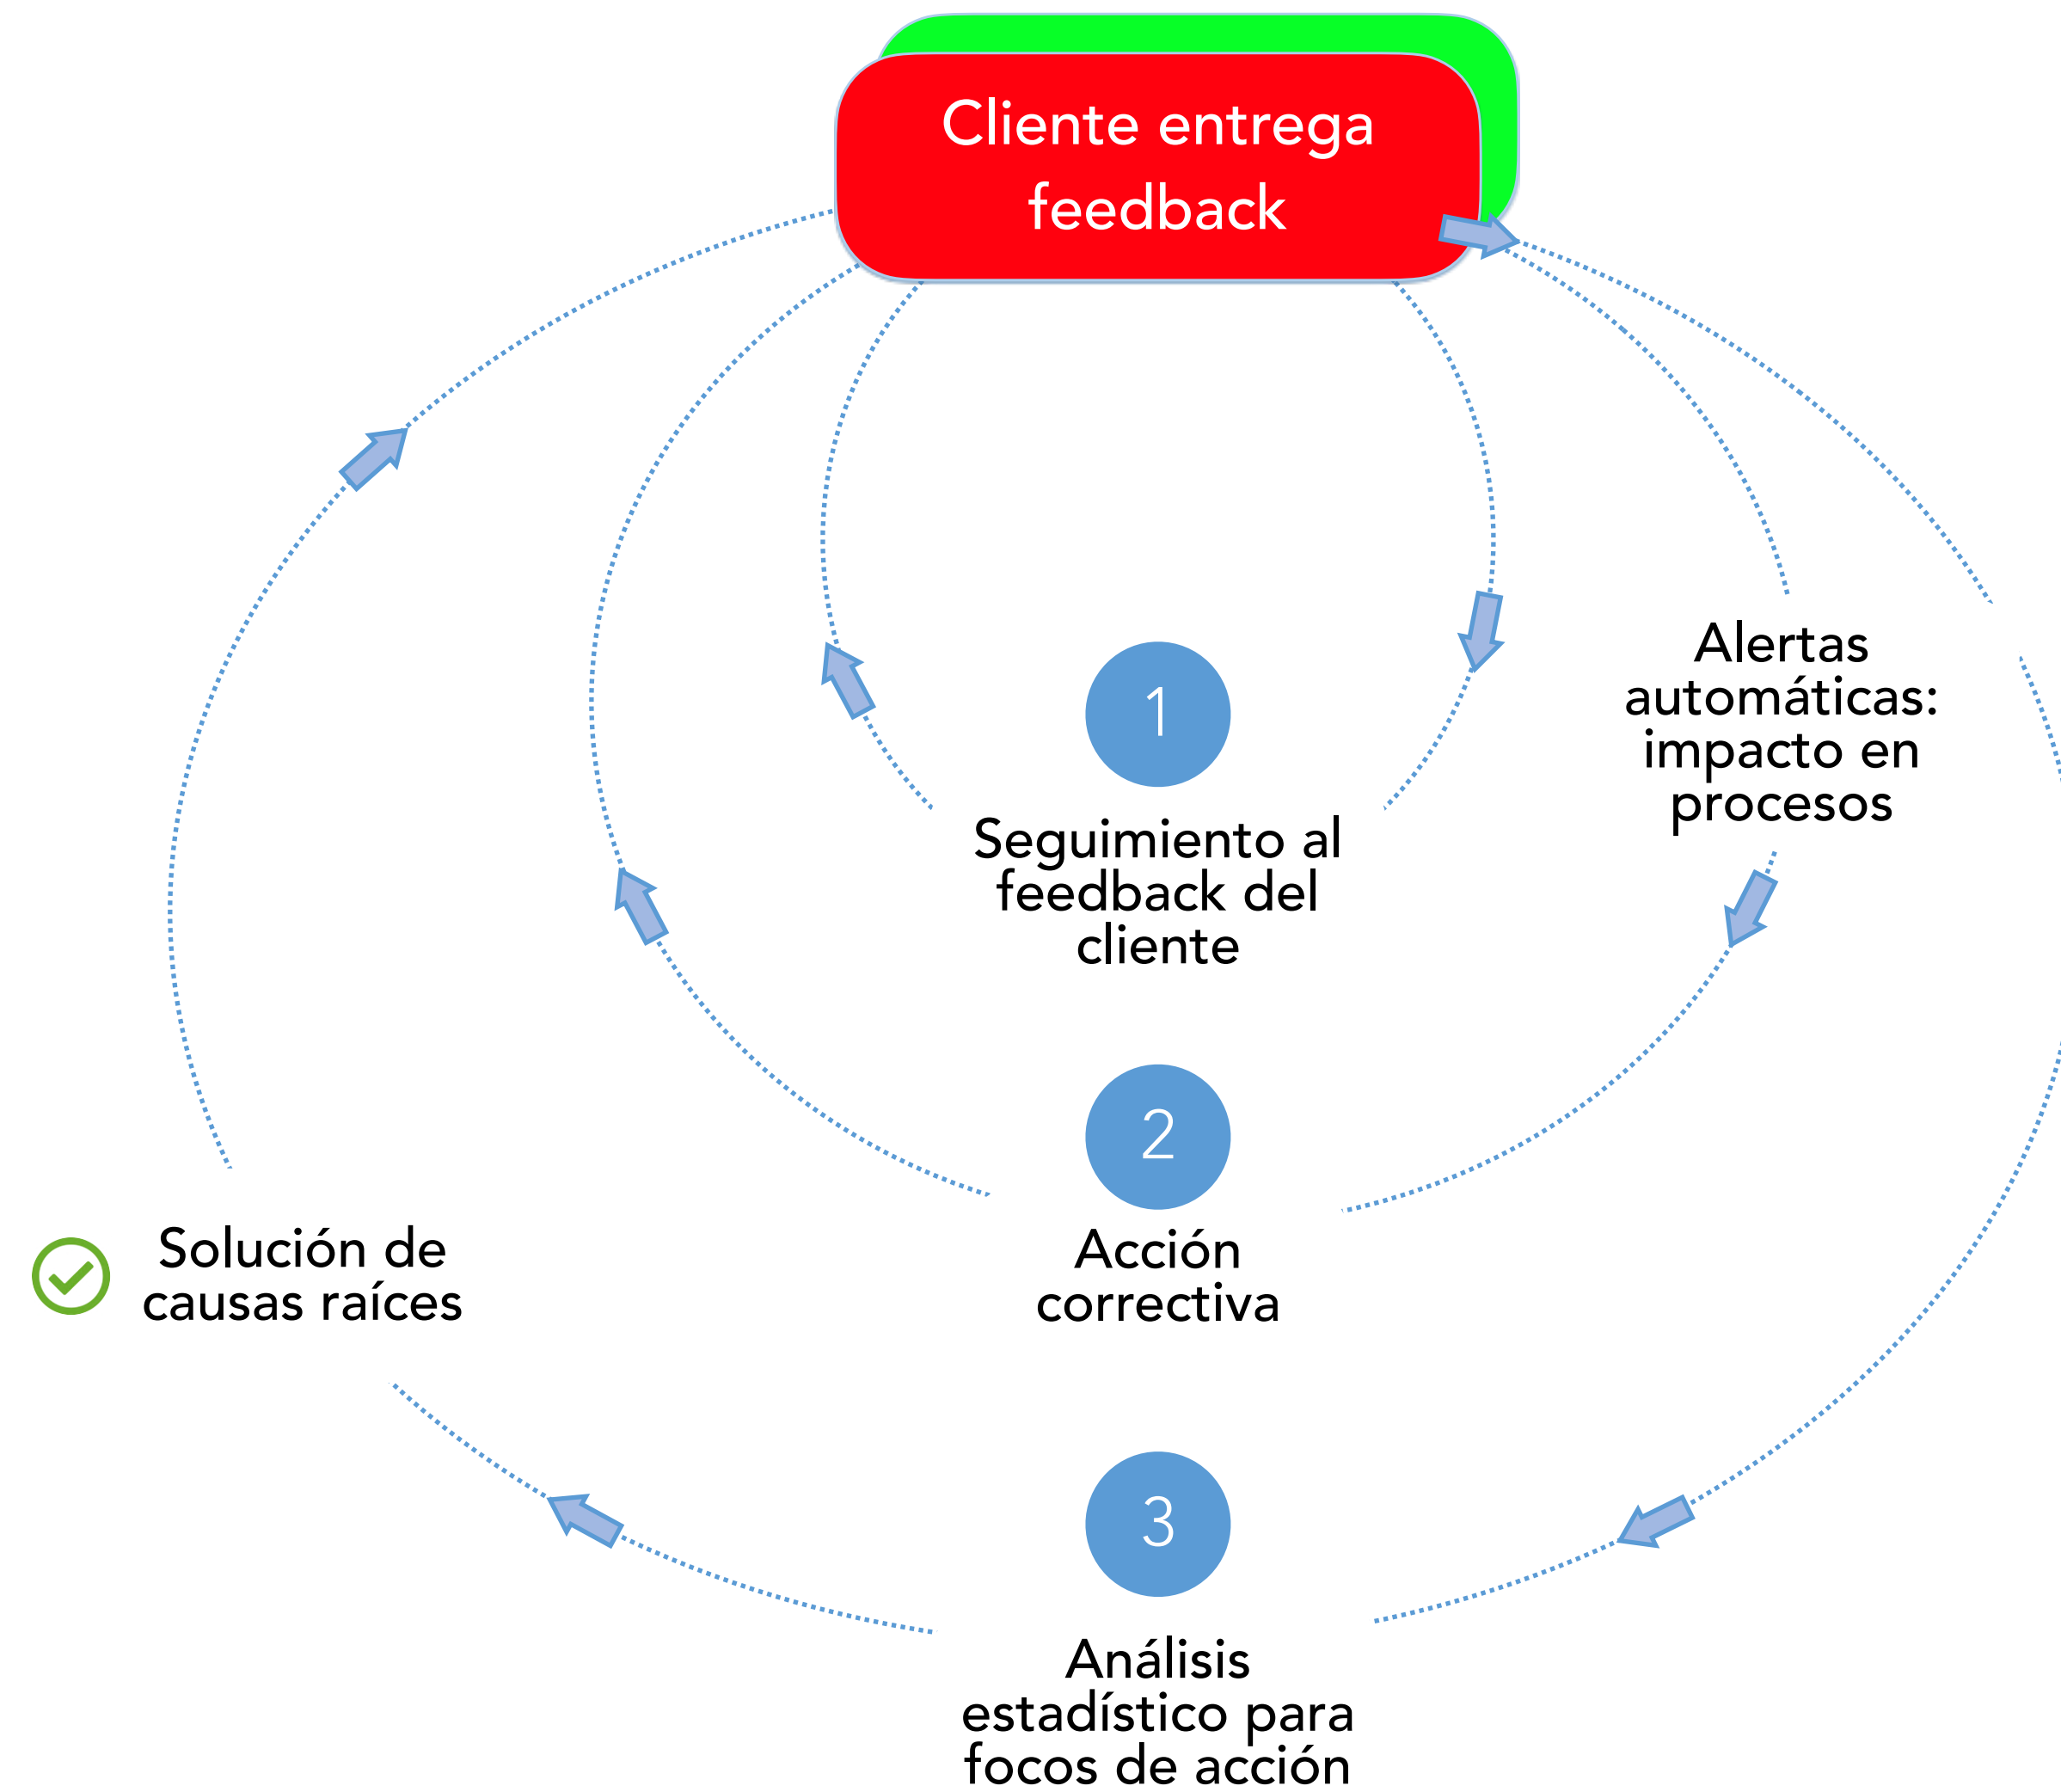 Cliente entrega
feedback
1
Seguimiento al
feedback del
cliente
Alertas
automáticas:
impacto en
procesos
2
Acción
correctiva
Solución de
causas raíces
3
Análisis
estadístico para
focos de acción